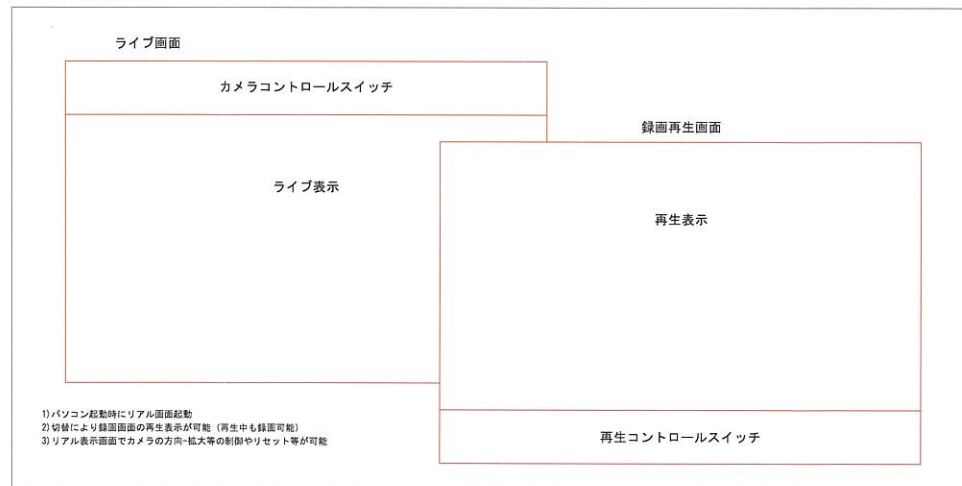 ライブ画面
カメラコントロールスイッチ
ライブ表示
録画再生画面
再生表示
再生コントロールスイッチ
1)パソコン起動時にリアル画面起動
2)切替により録画画面の再生表示が可能（再生中も録画可能）
3)リアル表示画面でカメラの方向-拡大等の制御やリセット等が可能